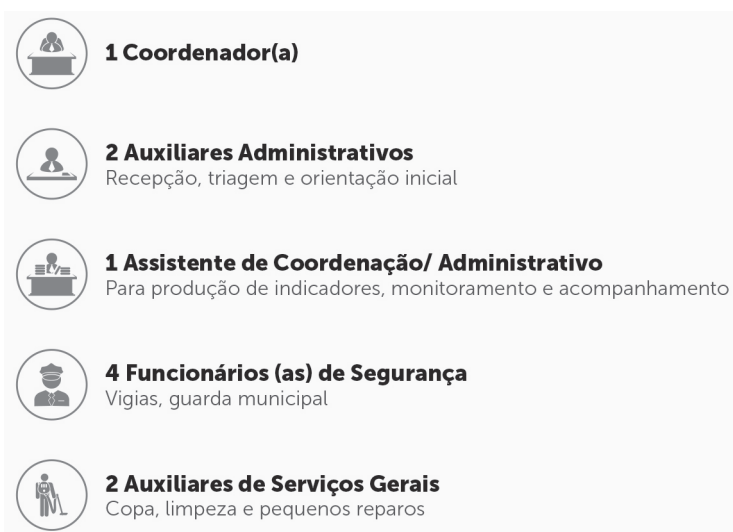 1 Coordenador(a)
2 Auxiliares Administrativos
Recepção, triagem e orientação inicial
1 Assistente de Coordenação/ Administrativo
Para produção de indicadores, monitoramento e acompanhamento
4 Funcionários (as) de Segurança
Vigias, guarda municipal
2 Auxiliares de Serviços Gerais
Copa, limpeza e pequenos reparos